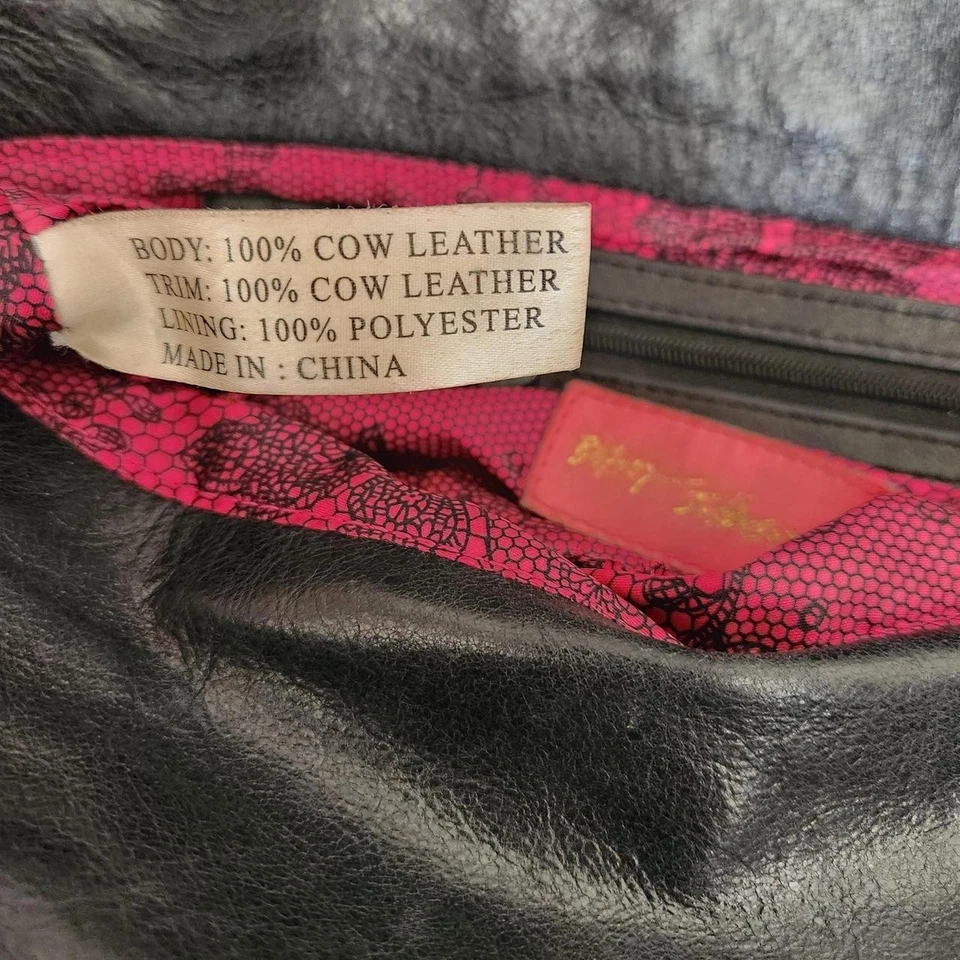 BODY: 100% COW LEATHER
TRIM: 100% COW LEATHER
LINING: 100% POLYESTER
MADE IN : CHINA